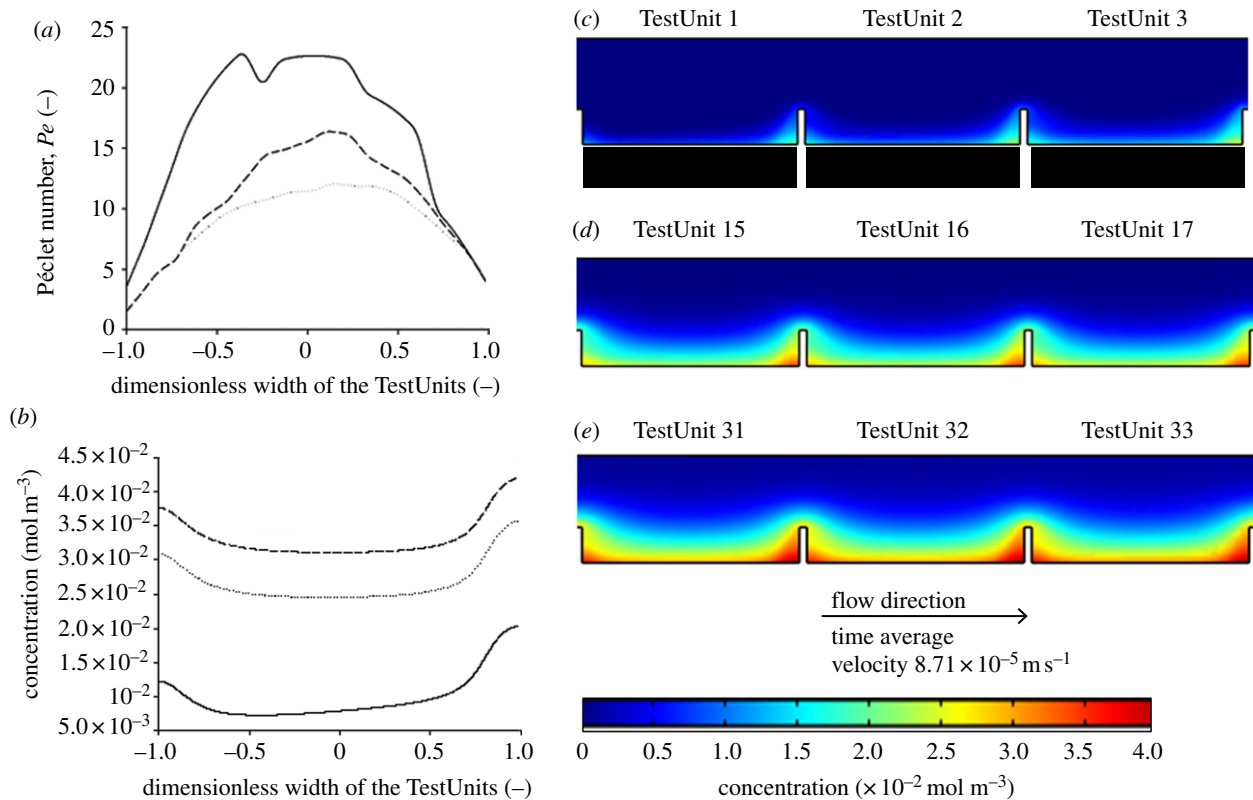 (a)
25
20
15
10
5
0
Péclet number, Pe (–)
–1.0 –0.5 0 0.5 1.0
dimensionless width of the TestUnits (–)
(b)
4.5 × 10–2
4.0 × 10–2
3.5 × 10–2
3.0 × 10–2
2.5 × 10–2
2.0 × 10–2
1.5 × 10–2
10–2
5.0 × 10–3
concentration (mol m–3)
–1.0 –0.5 0 0.5 1.0
dimensionless width of the TestUnits (–)
(c) TestUnit 1 TestUnit 2 TestUnit 3
(d) TestUnit 15 TestUnit 16 TestUnit 17
(e) TestUnit 31 TestUnit 32 TestUnit 33
flow direction
time average
velocity 8.71 × 10–5 m s–1
0 0.5 1.0 1.5 2.0 2.5 3.0 3.5 4.0
concentration (× 10–2 mol m–3)